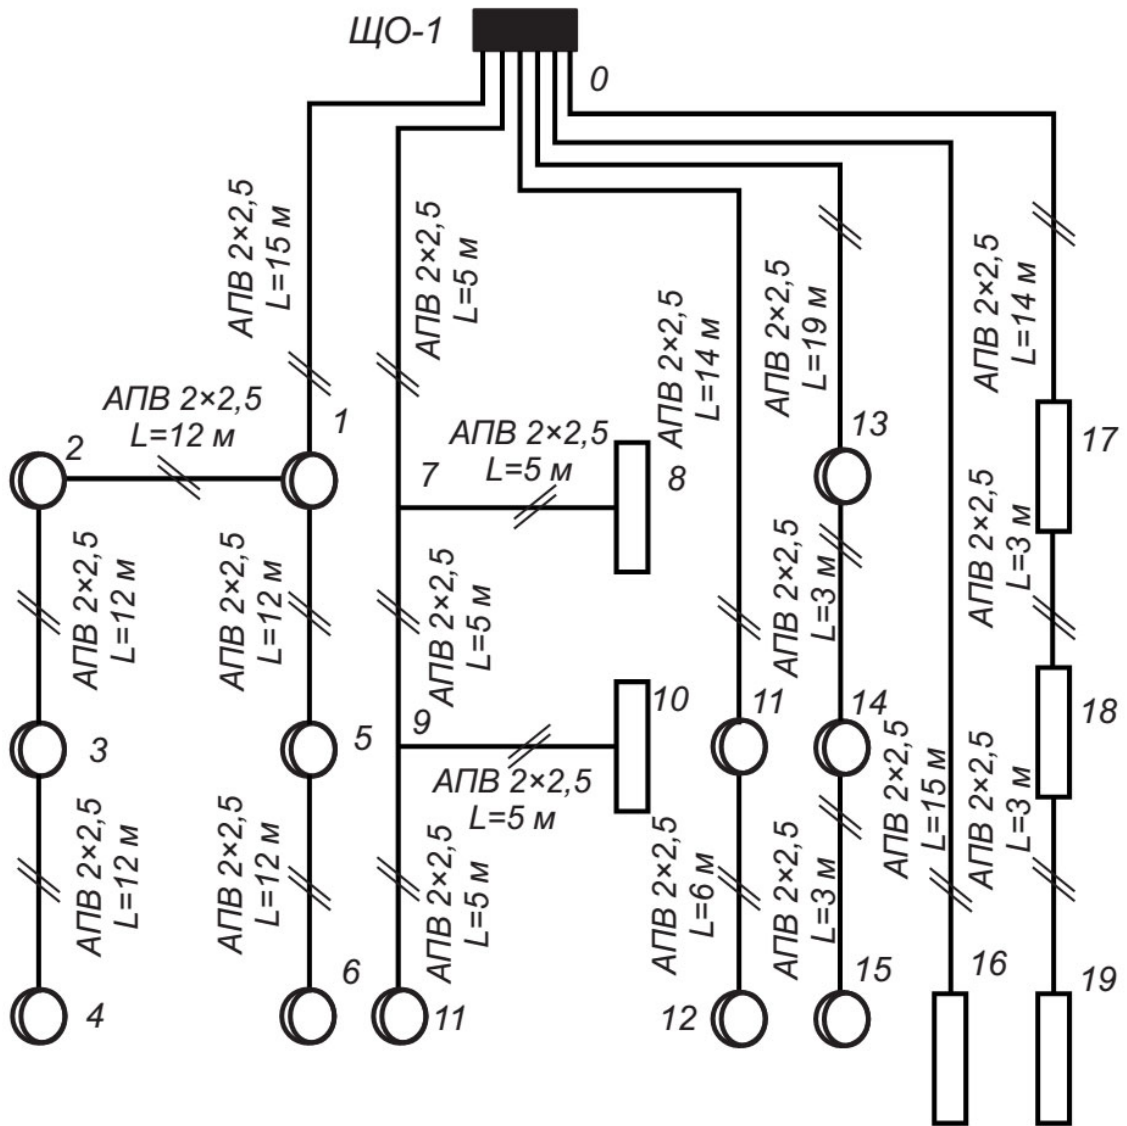 ЩО-1
0
АПВ 2×2,5
L=15 м
АПВ 2×2,5
L=5 м
АПВ 2×2,5
L=14 м
АПВ 2×2,5
L=19 м
АПВ 2×2,5
L=14 м
АПВ 2×2,5
L=12 м
1
2
7
АПВ 2×2,5
L=5 м
8
13
17
АПВ 2×2,5
L=12 м
АПВ 2×2,5
L=12 м
АПВ 2×2,5
L=5 м
АПВ 2×2,5
L=3 м
АПВ 2×2,5
L=3 м
3
5
9
10
11
14
18
АПВ 2×2,5
L=5 м
АПВ 2×2,5
L=12 м
АПВ 2×2,5
L=12 м
АПВ 2×2,5
L=5 м
АПВ 2×2,5
L=6 м
АПВ 2×2,5
L=3 м
АПВ 2×2,5
L=15 м
АПВ 2×2,5
L=3 м
4
6
11
12
15
16
19